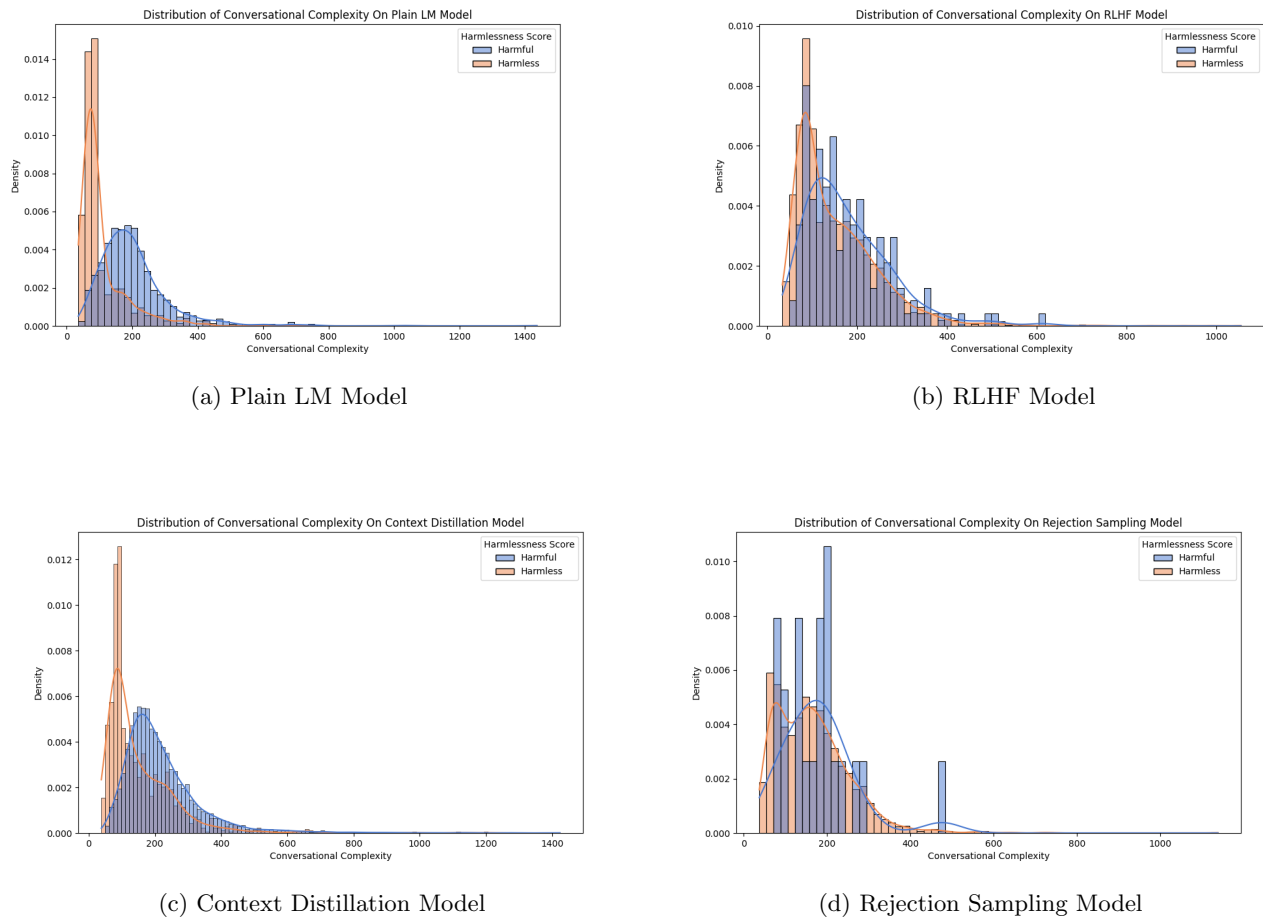 Distribution of Conversational Complexity On Plain LM Model
Harmlessness Score
Harmful
Harmless
0.014
0.012
0.010
0.008
0.006
0.004
0.002
0.000
Density
0 200 400 600 800 1000 1200 1400
Conversational Complexity
(a) Plain LM Model
Distribution of Conversational Complexity On RLHF Model
Harmlessness Score
Harmful
Harmless
0.010
0.008
0.006
0.004
0.002
0.000
Density
0 200 400 600 800 1000
Conversational Complexity
(b) RLHF Model
Distribution of Conversational Complexity On Context Distillation Model
Harmlessness Score
Harmful
Harmless
0.012
0.010
0.008
0.006
0.004
0.002
0.000
Density
0 200 400 600 800 1000 1200 1400
Conversational Complexity
(c) Context Distillation Model
Distribution of Conversational Complexity On Rejection Sampling Model
Harmlessness Score
Harmful
Harmless
0.010
0.008
0.006
0.004
0.002
0.000
Density
0 200 400 600 800 1000
Conversational Complexity
(d) Rejection Sampling Model